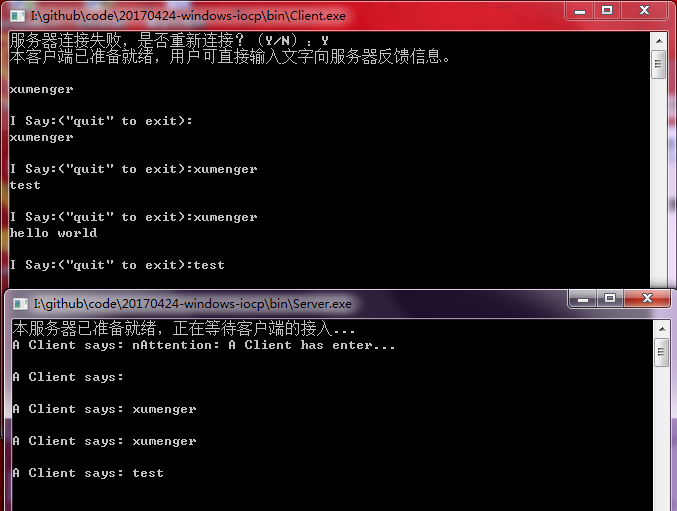 I:\github\code\20170424-windows-iocp\bin\Client.exe
服务器连接失败，是否重新连接？（Y/N）：Y
本客户端已准备就绪，用户可直接输入文字向服务器反馈信息。
xumenger
I Say:("quit" to exit):
xumenger
I Say:("quit" to exit):xumenger
test
I Say:("quit" to exit):xumenger
hello world
I Say:("quit" to exit):test
I:\github\code\20170424-windows-iocp\bin\Server.exe
本服务器已准备就绪，正在等待客户端的接入...
A Client says: nAttention: A Client has enter...
A Client says:
A Client says: xumenger
A Client says: xumenger
A Client says: test